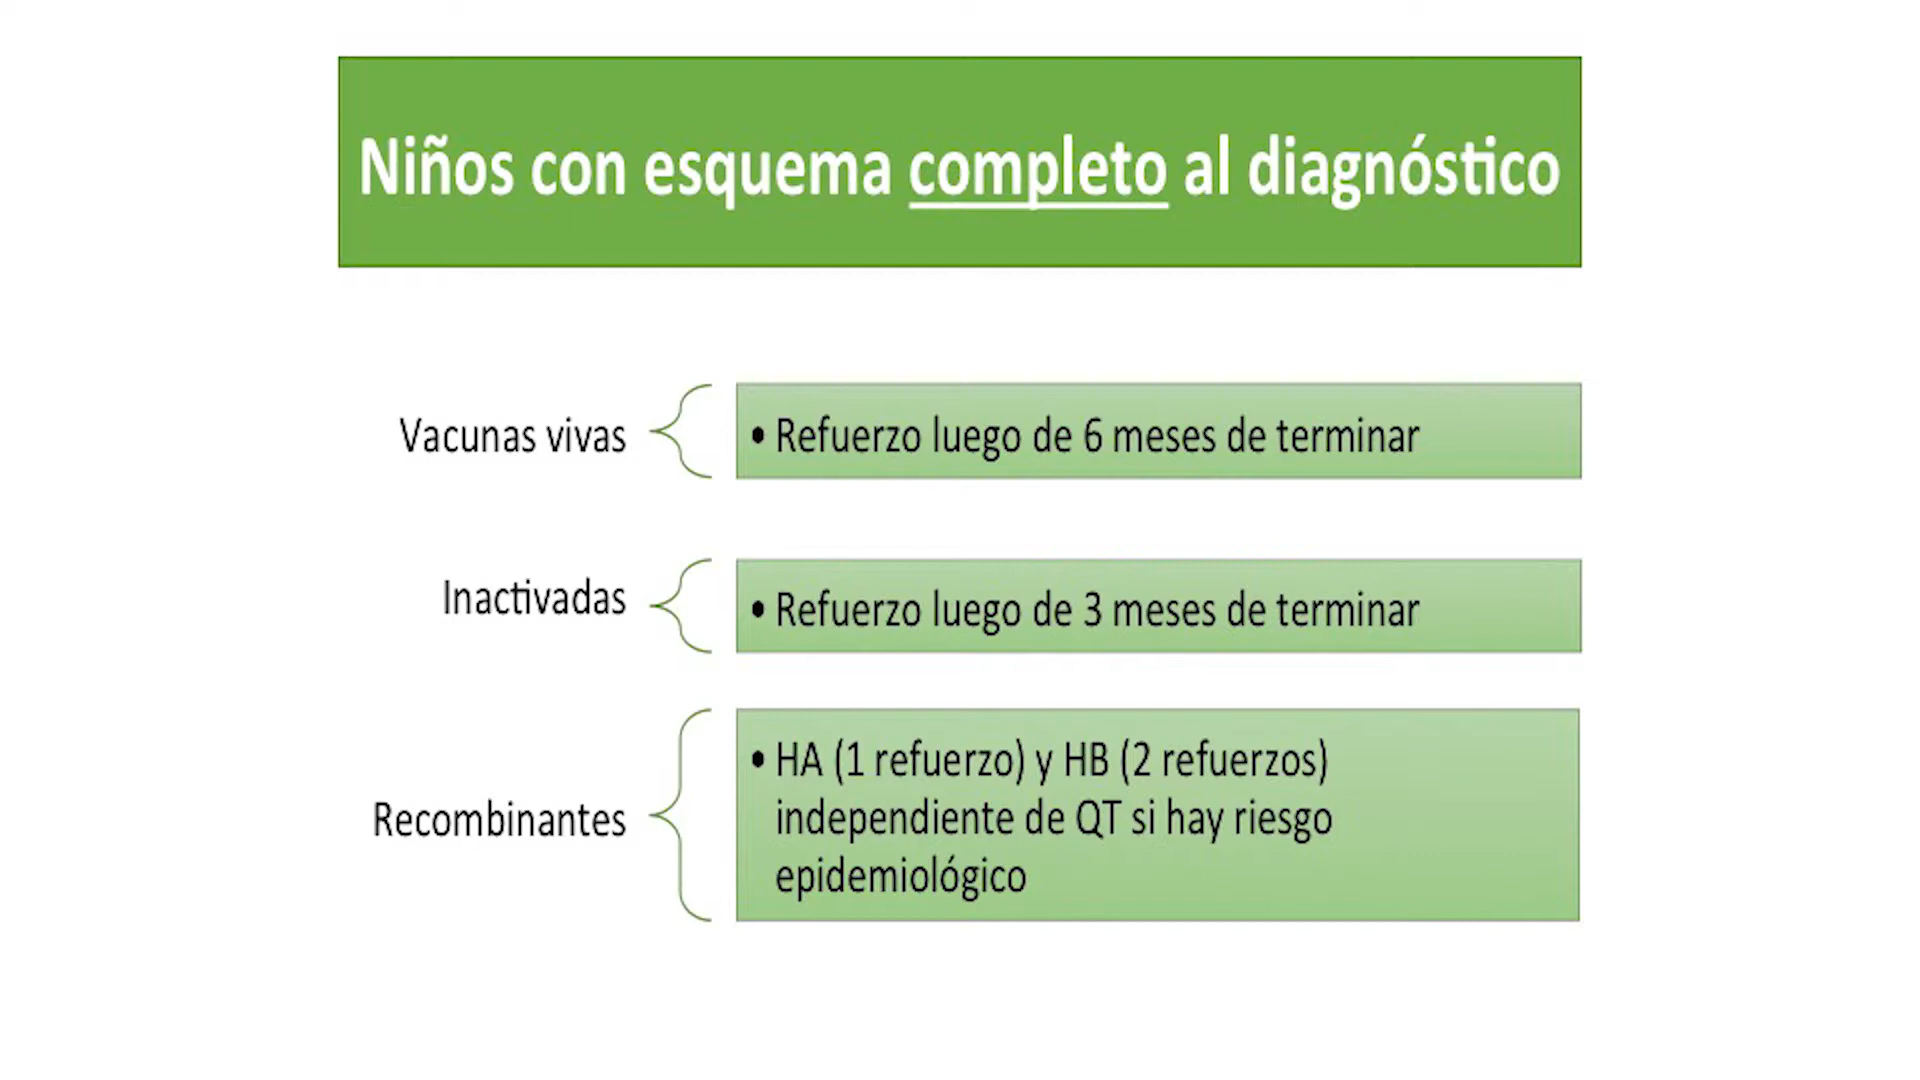 Niños con esquema completo al diagnóstico
Vacunas vivas
• Refuerzo luego de 6 meses de terminar
Inactivadas
• Refuerzo luego de 3 meses de terminar
Recombinantes
• HA (1 refuerzo) y HB (2 refuerzos)
independiente de QT si hay riesgo
epidemiológico